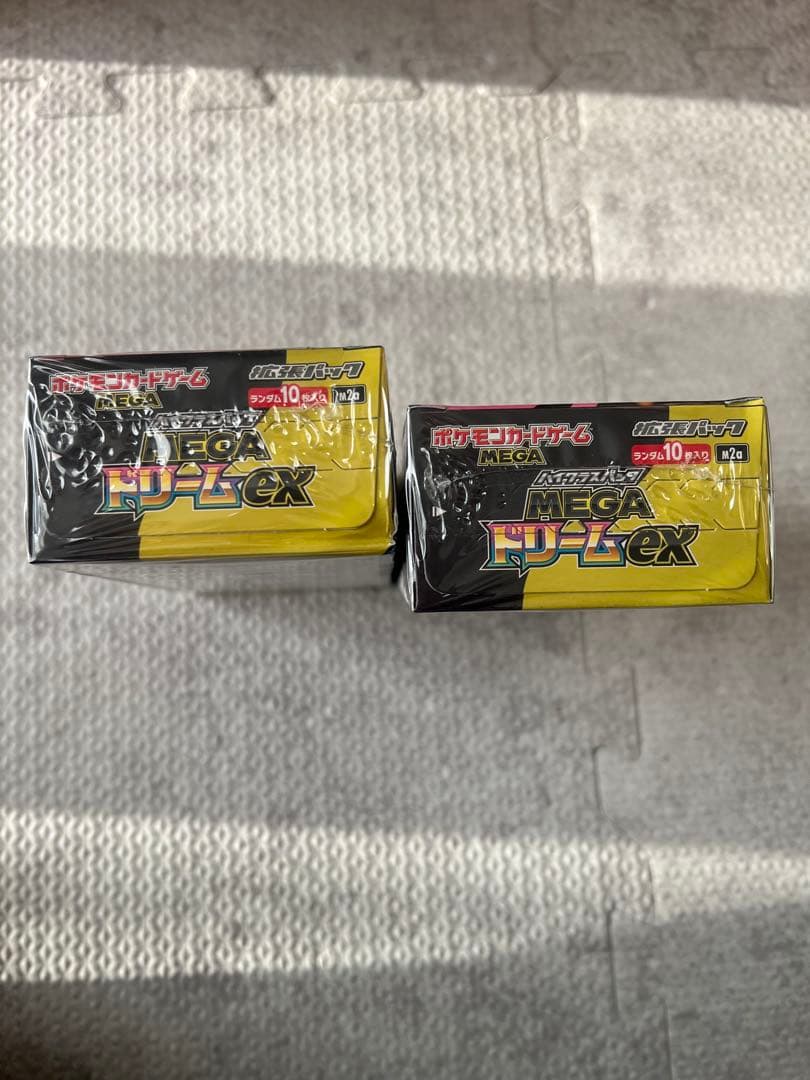 ポケモンカードゲーム
MEGA
拡張パック
ランダム10枚入り
M2a
ハイクラスパック
MEGA
ドリームex
ポケモンカードゲーム
MEGA
拡張パック
ランダム10枚入り
M2a
ハイクラスパック
MEGA
ドリームex